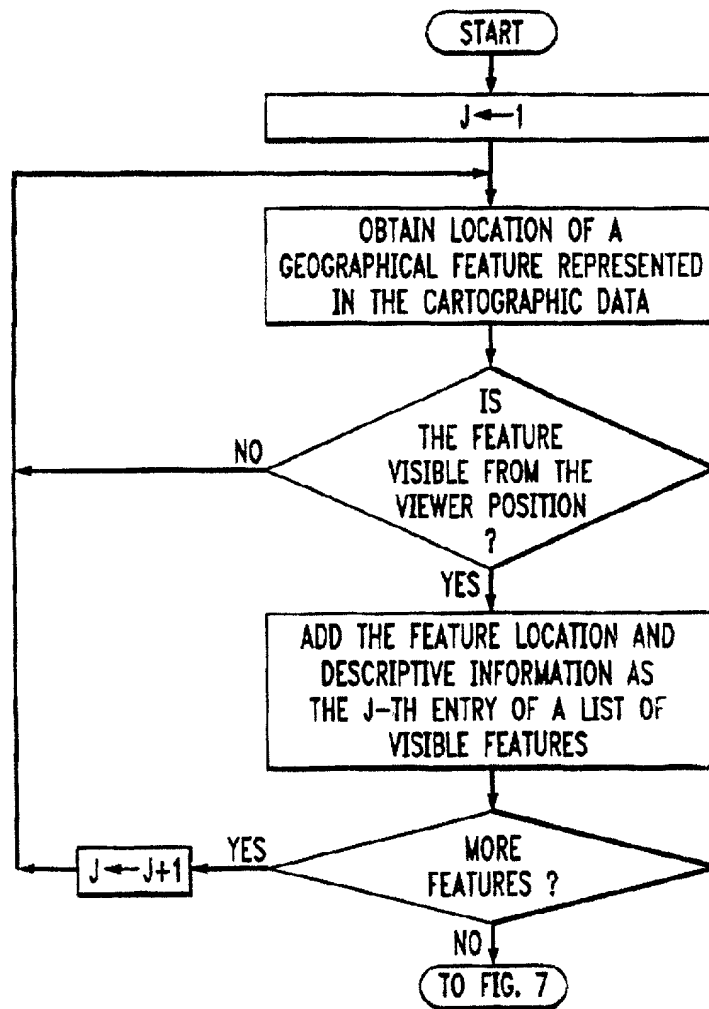 START
J←1
OBTAIN LOCATION OF A
GEOGRAPHICAL FEATURE REPRESENTED
IN THE CARTOGRAPHIC DATA
IS
THE FEATURE
VISIBLE FROM THE
VIEWER POSITION
?
NO
YES
ADD THE FEATURE LOCATION AND
DESCRIPTIVE INFORMATION AS
THE J-TH ENTRY OF A LIST OF
VISIBLE FEATURES
MORE
FEATURES ?
YES
J←J+1
NO
TO FIG. 7